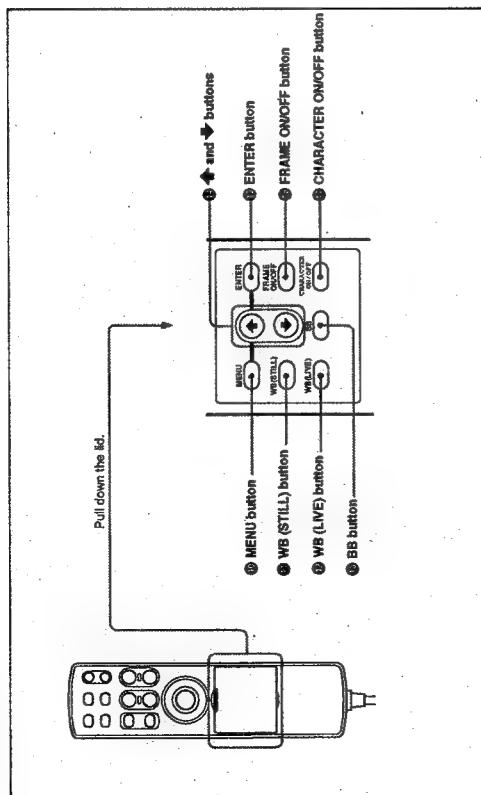 Pull down the lid.
↑ and ↓ buttons
ENTER button
FRAME ON/OFF button
CHARACTER ON/OFF button
MENU
ENTER
WB(STILL)
FRAME
ON/OFF
WB(LIVE)
BB
CHARACTER
ON/OFF
MENU button
WB (STILL) button
WB (LIVE) button
BB button